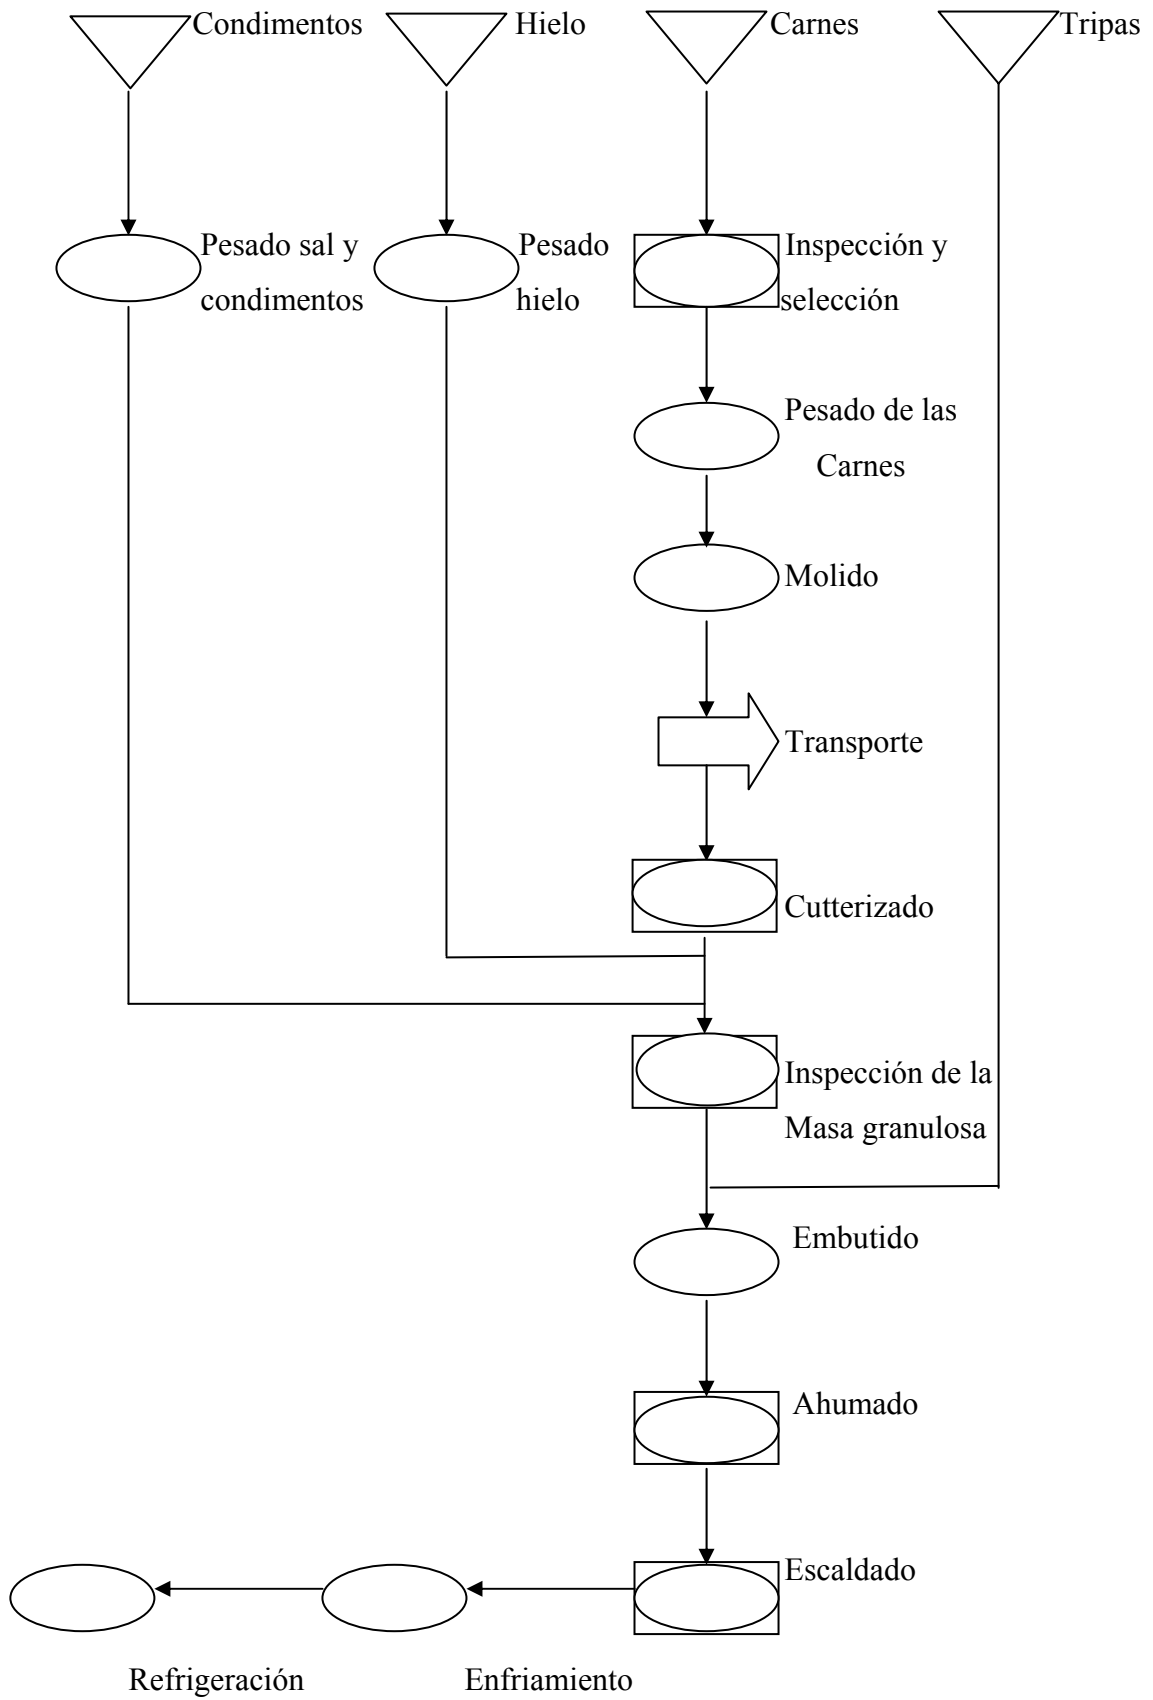 Condimentos
Hielo
Carnes
Tripas
Pesado sal y
condimentos
Pesado
hielo
Inspección y
selección
Pesado de las
Carnes
Molido
Transporte
Cutterizado
Inspección de la
Masa granulosa
Embutido
Ahumado
Escaldado
Refrigeración
Enfriamiento